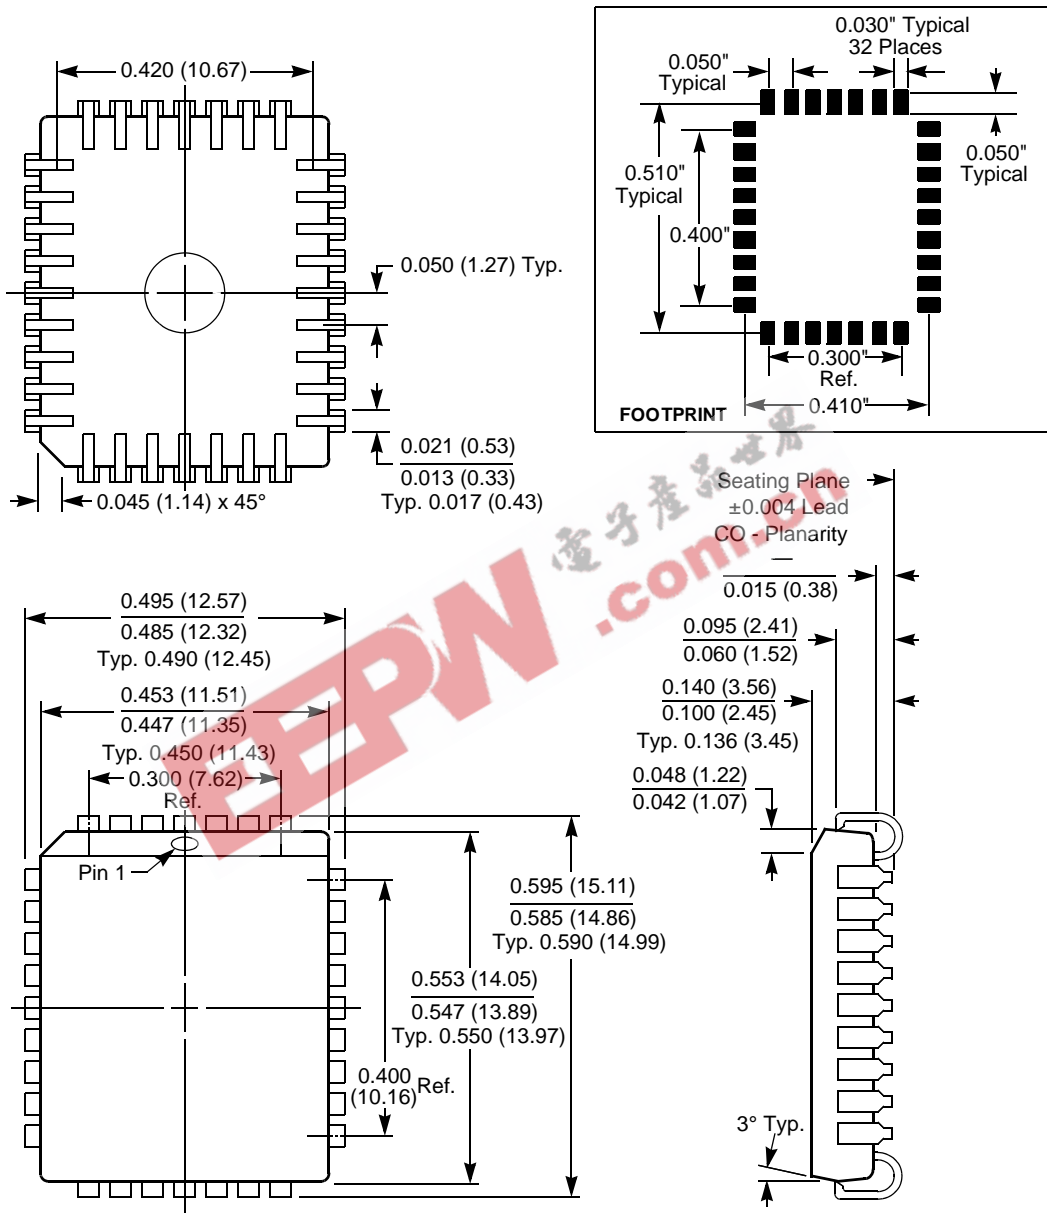 0.420 (10.67)
0.050 (1.27) Typ.
0.021 (0.53)
0.013 (0.33)
Typ. 0.017 (0.43)
0.045 (1.14) x 45°
0.030" Typical
32 Places
0.050"
Typical
0.050"
Typical
0.510"
Typical
0.400"
0.300"
Ref.
0.410"
FOOTPRINT
電子產品世界
EEPW
.com.cn
Seating Plane
±0.004 Lead
CO - Planarity
0.015 (0.38)
0.095 (2.41)
0.060 (1.52)
0.140 (3.56)
0.100 (2.45)
Typ. 0.136 (3.45)
0.048 (1.22)
0.042 (1.07)
3° Typ.
0.495 (12.57)
0.485 (12.32)
Typ. 0.490 (12.45)
0.453 (11.51)
0.447 (11.35)
Typ. 0.450 (11.43)
0.300 (7.62)
Ref.
Pin 1
0.595 (15.11)
0.585 (14.86)
Typ. 0.590 (14.99)
0.553 (14.05)
0.547 (13.89)
Typ. 0.550 (13.97)
0.400
(10.16) Ref.